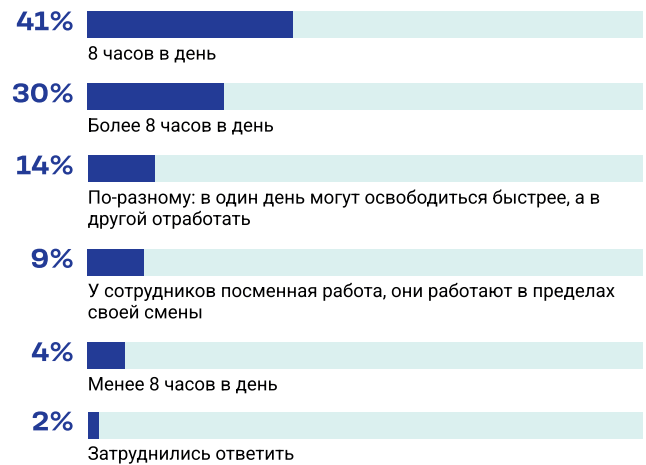 41%
8 часов в день
30%
Более 8 часов в день
14%
По-разному: в один день могут освободиться быстрее, а в
другой отработать
9%
У сотрудников посменная работа, они работают в пределах
своей смены
4%
Менее 8 часов в день
2%
Затруднились ответить